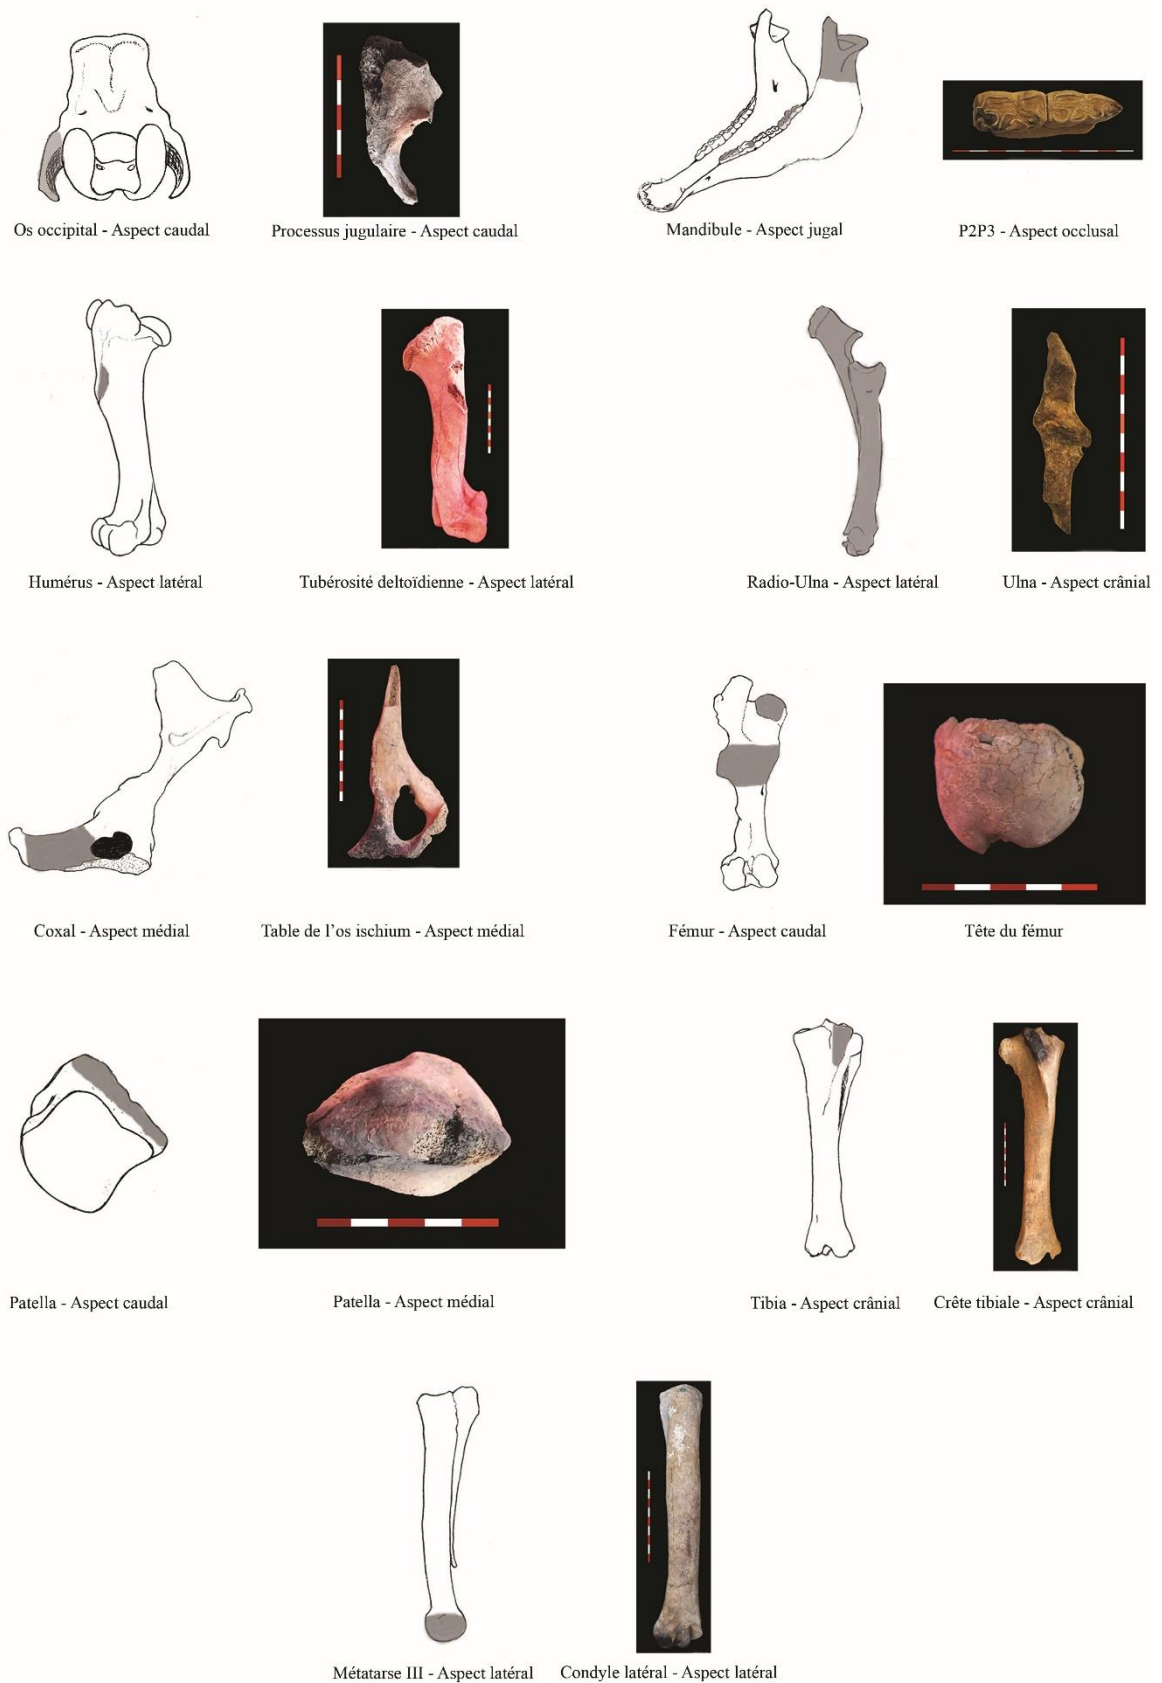 Os occipital - Aspect caudal
Processus jugulaire - Aspect caudal
Mandibule - Aspect jugal
P2P3 - Aspect occlusal
Humérus - Aspect latéral
Tubérosité deltoïdienne - Aspect latéral
Radio-Ulna - Aspect latéral
Ulna - Aspect crânial
Coxal - Aspect médial
Table de l'os ischium - Aspect médial
Fémur - Aspect caudal
Tête du fémur
Patella - Aspect caudal
Patella - Aspect médial
Tibia - Aspect crânial
Crête tibiale - Aspect crânial
Métatarse III - Aspect latéral
Condyle latéral - Aspect latéral